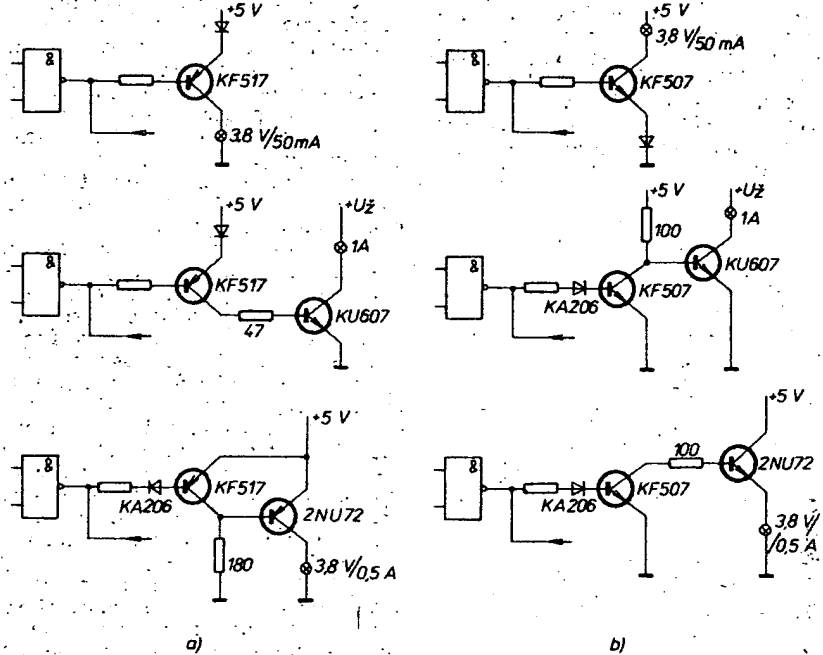 +5 V
&
KF517
3,8 V/50 mA
+5 V
&
KF517
47
+Už
1A
KU607
+5 V
&
KA206
KF517
180
2NU72
3,8 V/0,5 A
a)
+5 V
3,8 V/50 mA
&
KF507
+5 V
100
&
KA206
KF507
+Už
1A
KU607
+5 V
&
KA206
KF507
100
2NU72
3,8 V/
/0,5 A
b)